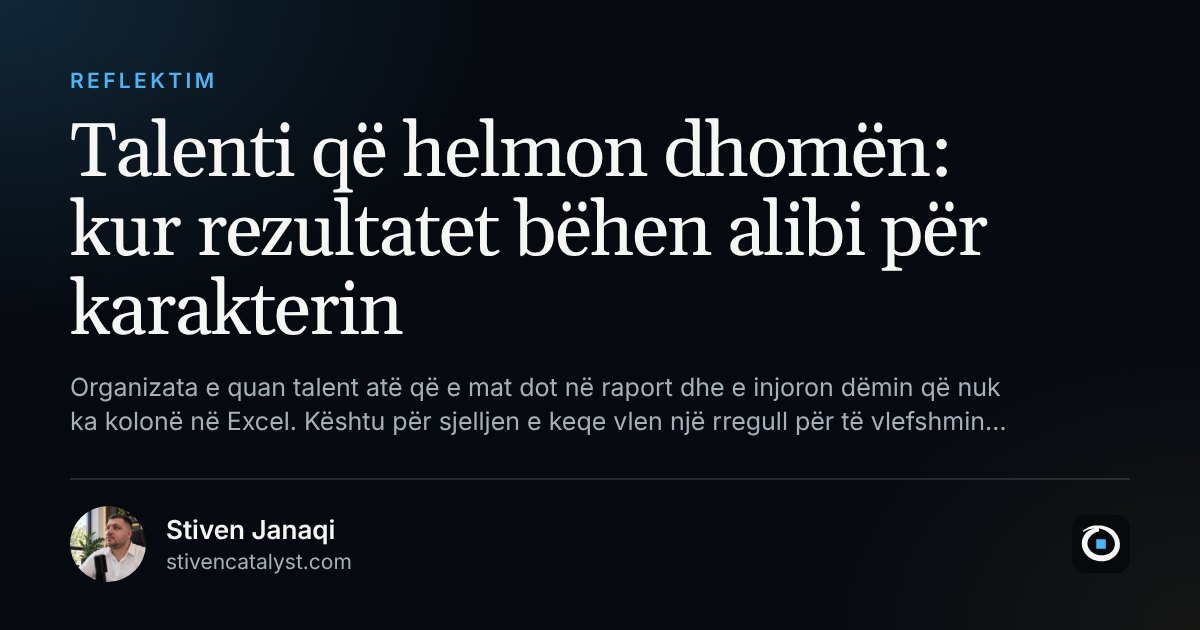 REFLEKTIM
Talenti që helmon dhomën:
kur rezultatet bëhen alibi për
karakterin
Organizata e quan talent atë që e mat dot në raport dhe e injoron dëmin që nuk
ka kolonë në Excel. Kështu për sjelljen e keqe vlen një rregull për të vlefshmin...
Stiven Janaqi
stivencatalyst.com